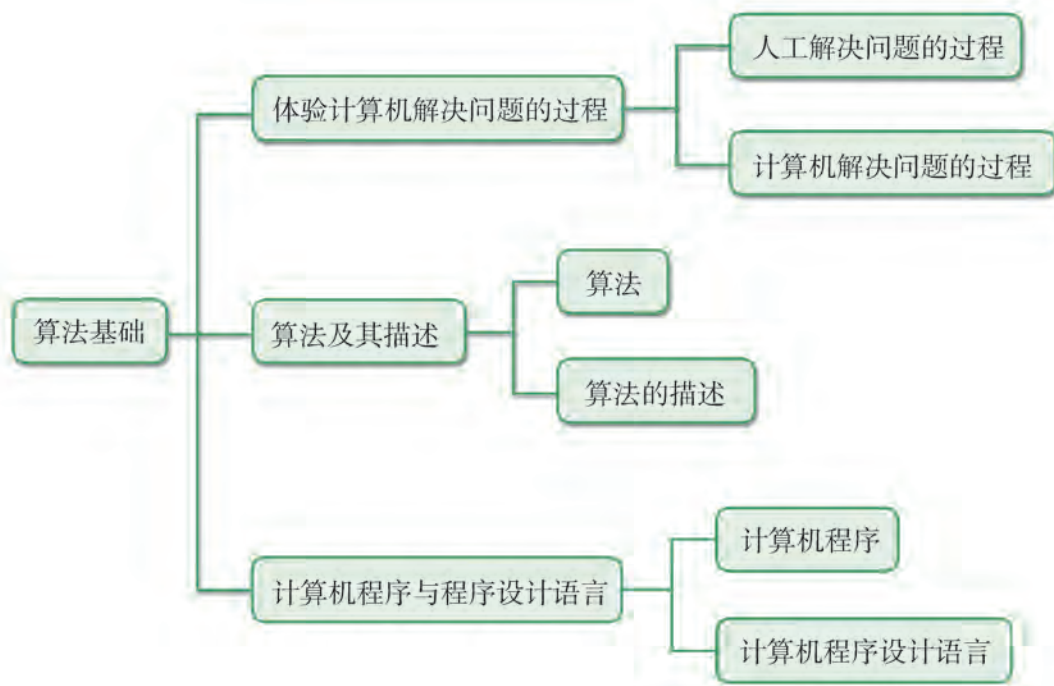 算法基础
体验计算机解决问题的过程
人工解决问题的过程
计算机解决问题的过程
算法及其描述
算法
算法的描述
计算机程序与程序设计语言
计算机程序
计算机程序设计语言